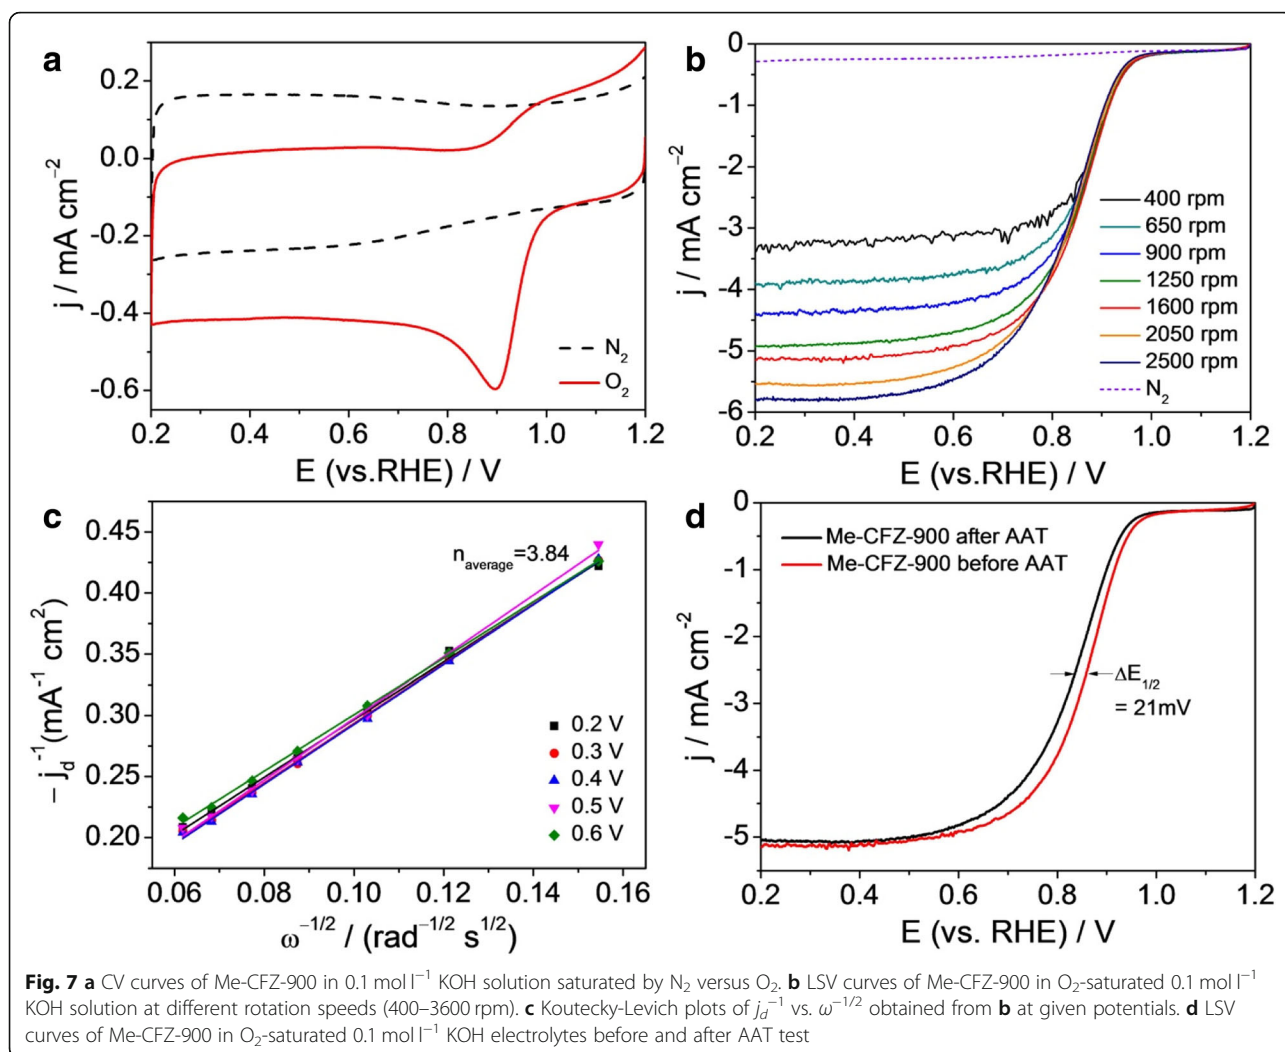 a
0.2
0.0
-0.2
-0.4
-0.6
j / mA cm⁻²
N₂
O₂
0.2 0.4 0.6 0.8 1.0 1.2
E (vs.RHE) / V
b
0
-1
-2
-3
-4
-5
-6
j / mA cm⁻²
400 rpm
650 rpm
900 rpm
1250 rpm
1600 rpm
2050 rpm
2500 rpm
N₂
0.2 0.4 0.6 0.8 1.0 1.2
E (vs.RHE) / V
c
0.45
0.40
0.35
0.30
0.25
0.20
− j_d⁻¹(mA⁻¹ cm²)
n_average=3.84
0.2 V
0.3 V
0.4 V
0.5 V
0.6 V
0.06 0.08 0.10 0.12 0.14 0.16
ω⁻¹/² / (rad⁻¹/² s¹/²)
d
0
-1
-2
-3
-4
-5
j / mA cm⁻²
Me-CFZ-900 after AAT
Me-CFZ-900 before AAT
ΔE₁/₂
= 21mV
0.2 0.4 0.6 0.8 1.0 1.2
E (vs. RHE) / V
Fig. 7 a CV curves of Me-CFZ-900 in 0.1 mol l⁻¹ KOH solution saturated by N₂ versus O₂. b LSV curves of Me-CFZ-900 in O₂-saturated 0.1 mol l⁻¹
KOH solution at different rotation speeds (400–3600 rpm). c Koutecky-Levich plots of j_d⁻¹ vs. ω⁻¹/² obtained from b at given potentials. d LSV
curves of Me-CFZ-900 in O₂-saturated 0.1 mol l⁻¹ KOH electrolytes before and after AAT test